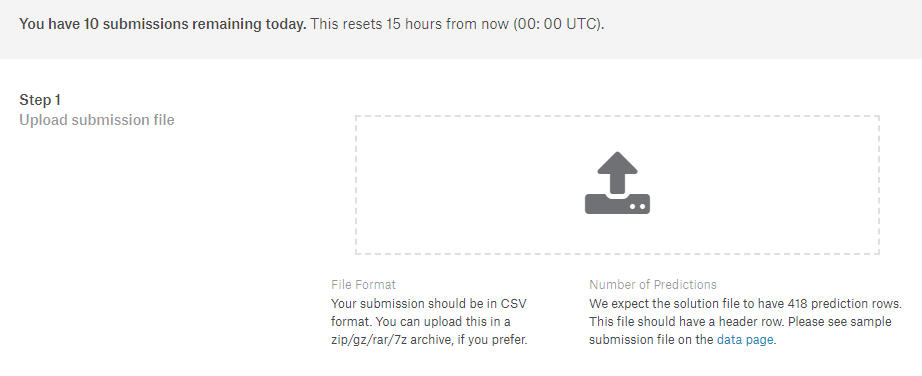 You have 10 submissions remaining today. This resets 15 hours from now (00: 00 UTC).
Step 1
Upload submission file
File Format
Your submission should be in CSV
format. You can upload this in a
zip/gz/rar/7z archive, if you prefer.
Number of Predictions
We expect the solution file to have 418 prediction rows.
This file should have a header row. Please see sample
submission file on the data page.